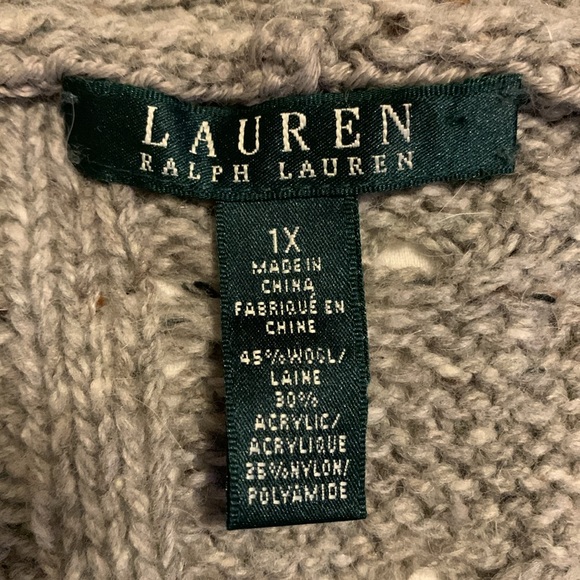 LAUREN
RALPH LAUREN
1X
MADE IN
CHINA
FABRIQUÉ EN
CHINE
45% WOOL/
LAINE
30%
ACRYLIC/
ACRYLIQUE
25% NYLON/
POLYAMIDE